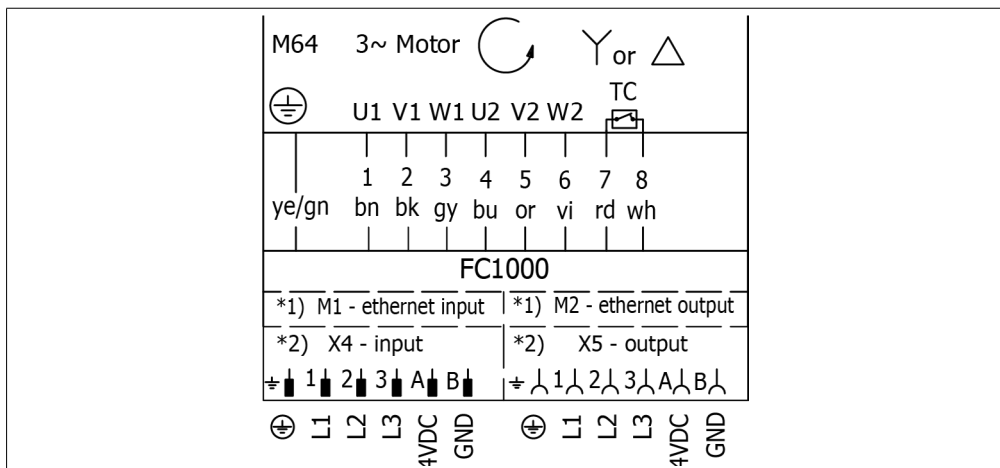 M64 3~ Motor or
TC
U1 V1 W1 U2 V2 W2
1 2 3 4 5 6 7 8
ye/gn bn bk gy bu or vi rd wh
FC1000
*1) M1 - ethernet input *1) M2 - ethernet output
*2) X4 - input *2) X5 - output
1 2 3 A B 1 2 3 A B
L1 L2 L3 4VDC GND L1 L2 L3 4VDC GND